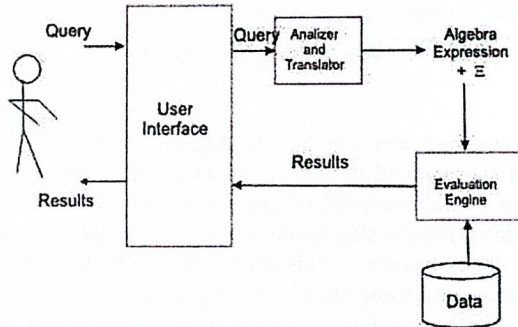 Query
Query
Analizer
and
Translator
Algebra
Expression
+ Ξ
User
Interface
Results
Results
Evaluation
Engine
Data